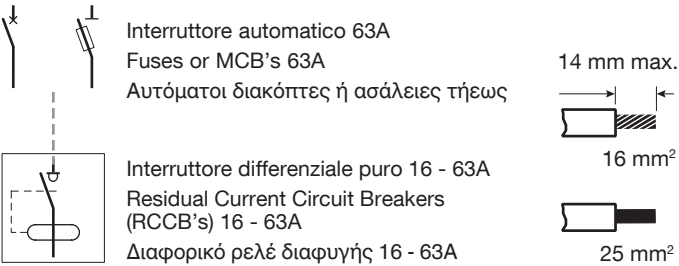 Interruttore automatico 63A
Fuses or MCB's 63A
Αυτόματοι διακόπτες ή ασάλειες τήεως
14 mm max.
16 mm²
Interruttore differenziale puro 16 - 63A
Residual Current Circuit Breakers
(RCCB's) 16 - 63A
Διαφορικό ρελέ διαφυγής 16 - 63A
25 mm²